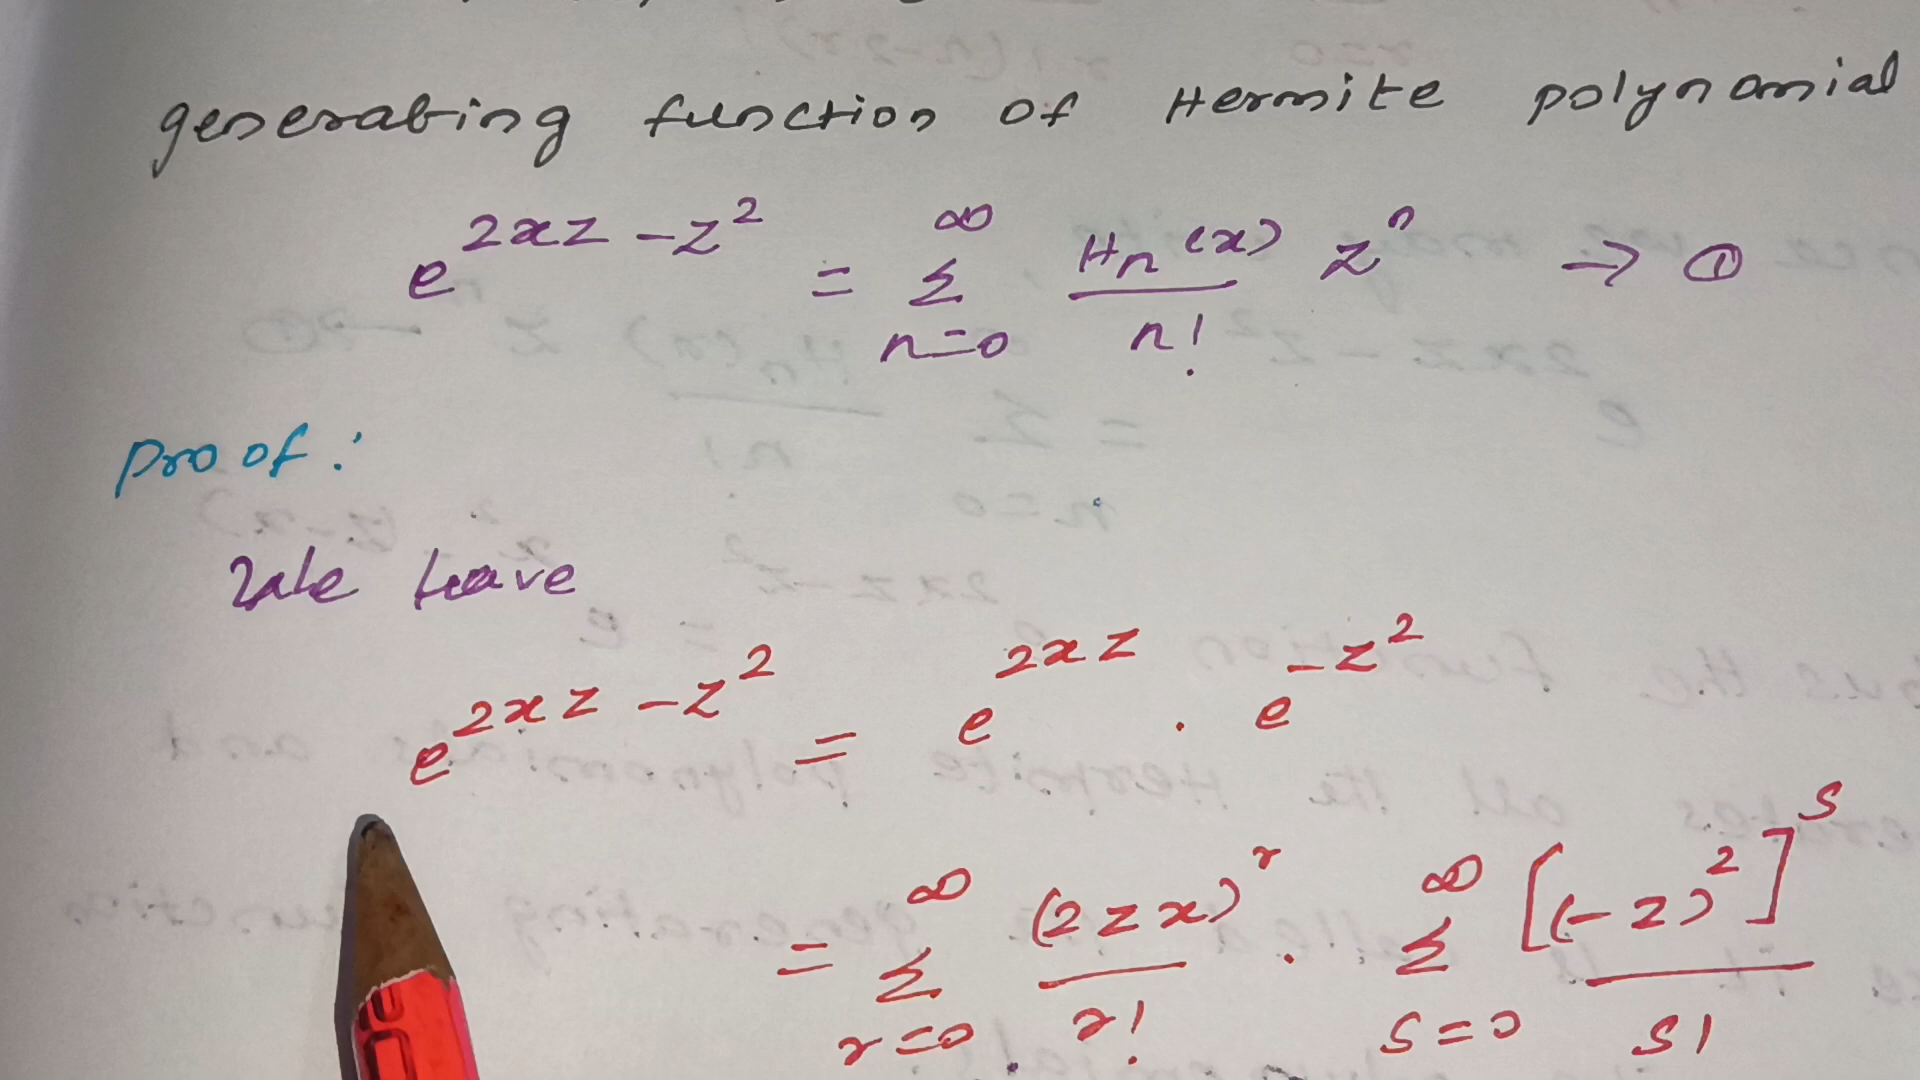 generating function of Hermite polynomial
e^{2xz - z^2} = Σ_{n=0}^{∞} H_n(x)/n! z^n → ①
Proof:
We have
e^{2xz - z^2} = e^{2xz} . e^{-z^2}
= Σ_{r=0}^{∞} (2zx)^r/r! . Σ_{s=0}^{∞} [(-z)^2]^s/s!